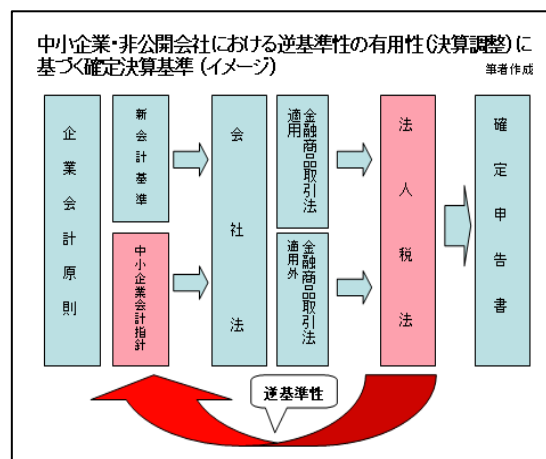 中小企業・非公開会社における逆基準性の有用性(決算調整)に
基づく確定決算基準(イメージ)
筆者作成
企業会計原則
新会計基準
中小企業会計指針
会社法
金融商品取引法
適用
金融商品取引法
適用外
法人税法
確定申告書
逆基準性